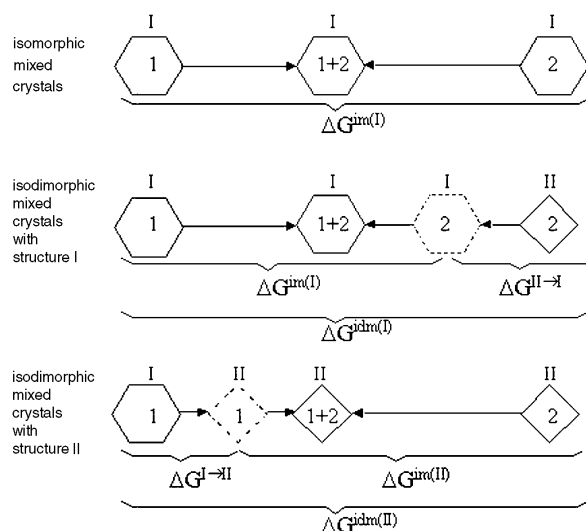 I I I
isomorphic
mixed
crystals
1 1+2 2
ΔG^im(I)
I I I II
isodimorphic
mixed
crystals
with
structure I
1 1+2 2 2
ΔG^im(I) ΔG^II→I
ΔG^idm(I)
I II II II
isodimorphic
mixed
crystals
with
structure II
1 1 1+2 2
ΔG^I→II ΔG^im(II)
ΔG^idm(II)